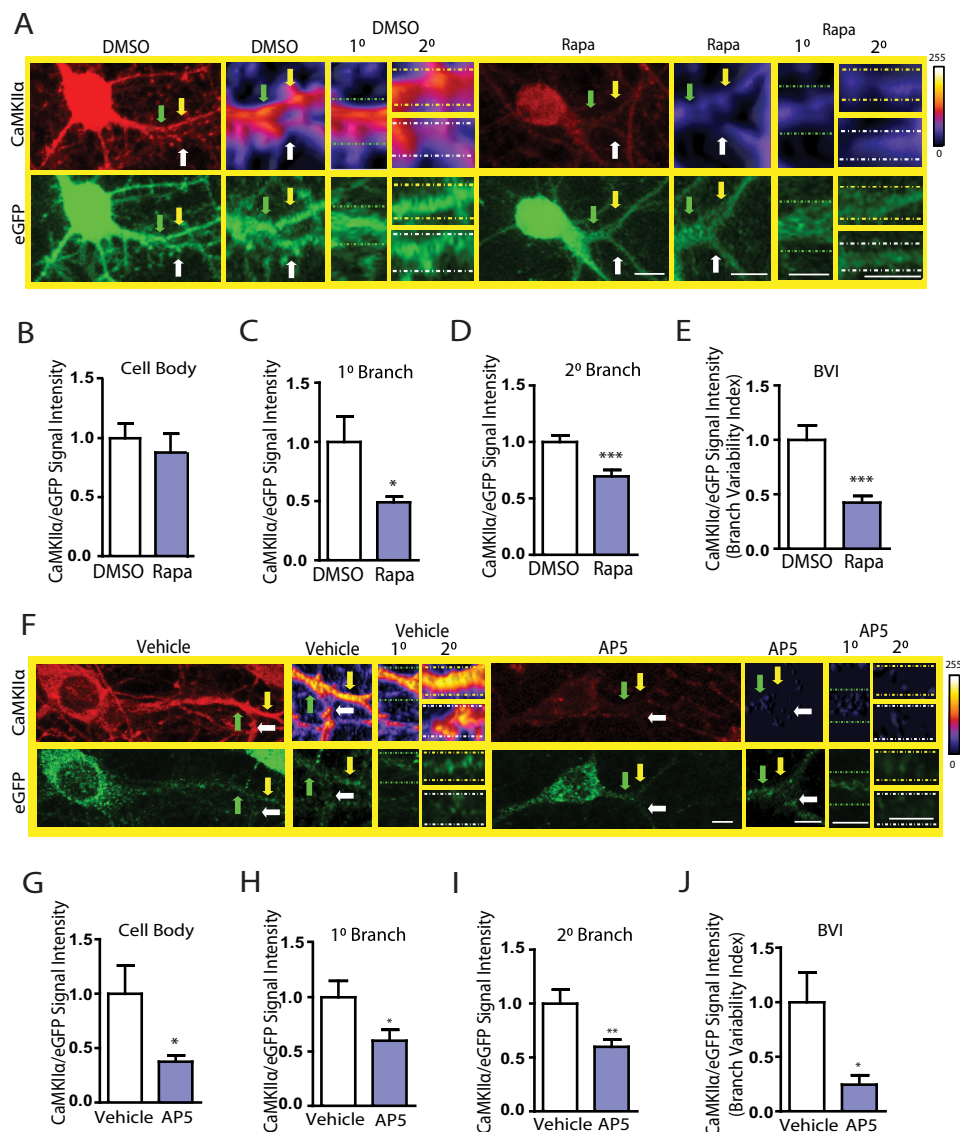 A
DMSO
DMSO
DMSO
1º 2º
Rapa
Rapa
Rapa
1º 2º
255
0
CaMKIIα
eGFP
B
Cell Body
CaMKIIα/eGFP Signal Intensity
1.5
1.0
0.5
0.0
DMSO Rapa
C
1º Branch
CaMKIIα/eGFP Signal Intensity
1.5
1.0
0.5
0.0
*
DMSO Rapa
D
2º Branch
CaMKIIα/eGFP Signal Intensity
1.5
1.0
0.5
0.0
***
DMSO Rapa
E
BVI
CaMKIIα/eGFP Signal Intensity
(Branch Variability Index)
1.5
1.0
0.5
0.0
***
DMSO Rapa
F
Vehicle
Vehicle
Vehicle
1º 2º
AP5
AP5
AP5
1º 2º
255
0
CaMKIIα
eGFP
G
Cell Body
CaMKIIα/eGFP Signal Intensity
1.5
1.0
0.5
0.0
*
Vehicle AP5
H
1º Branch
CaMKIIα/eGFP Signal Intensity
1.5
1.0
0.5
0.0
*
Vehicle AP5
I
2º Branch
CaMKIIα/eGFP Signal Intensity
1.5
1.0
0.5
0.0
**
Vehicle AP5
J
BVI
CaMKIIα/eGFP Signal Intensity
(Branch Variability Index)
1.5
1.0
0.5
0.0
*
Vehicle AP5